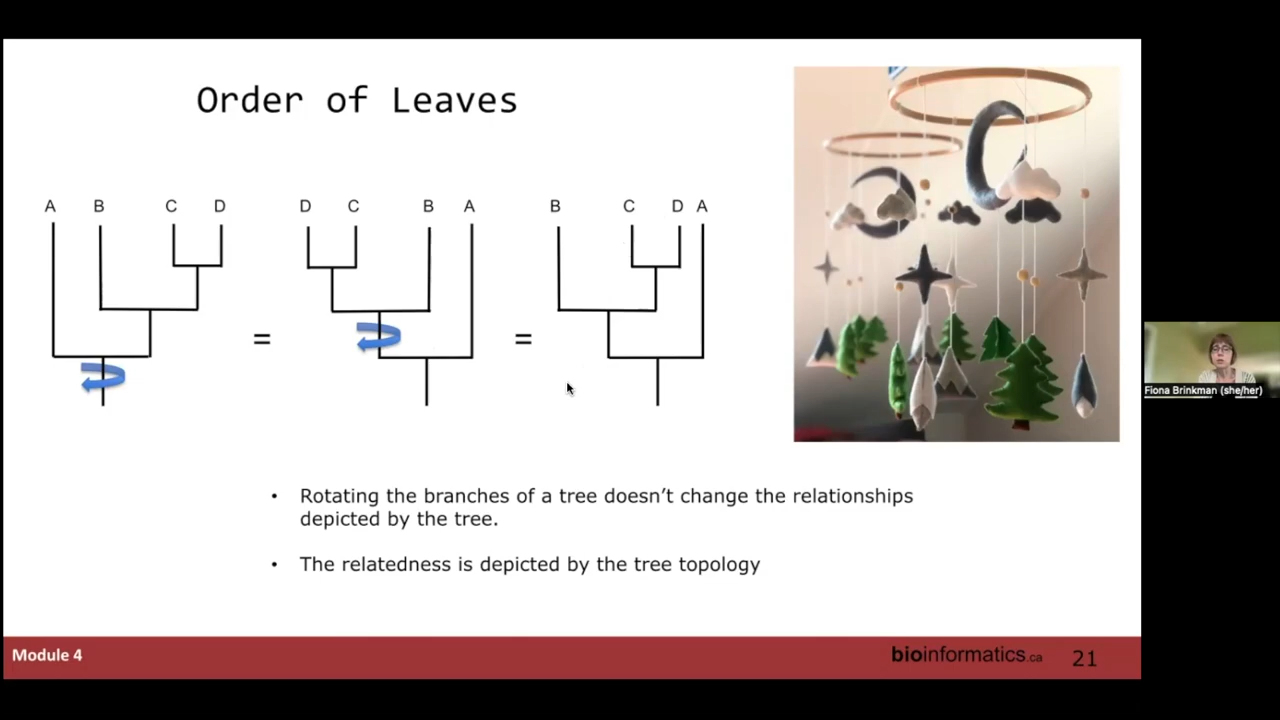 Order of Leaves
A B C D D C B A B C D A
= =
• Rotating the branches of a tree doesn’t change the relationships
depicted by the tree.
• The relatedness is depicted by the tree topology
Fiona Brinkman (she/her)
Module 4
bioinformatics.ca
21